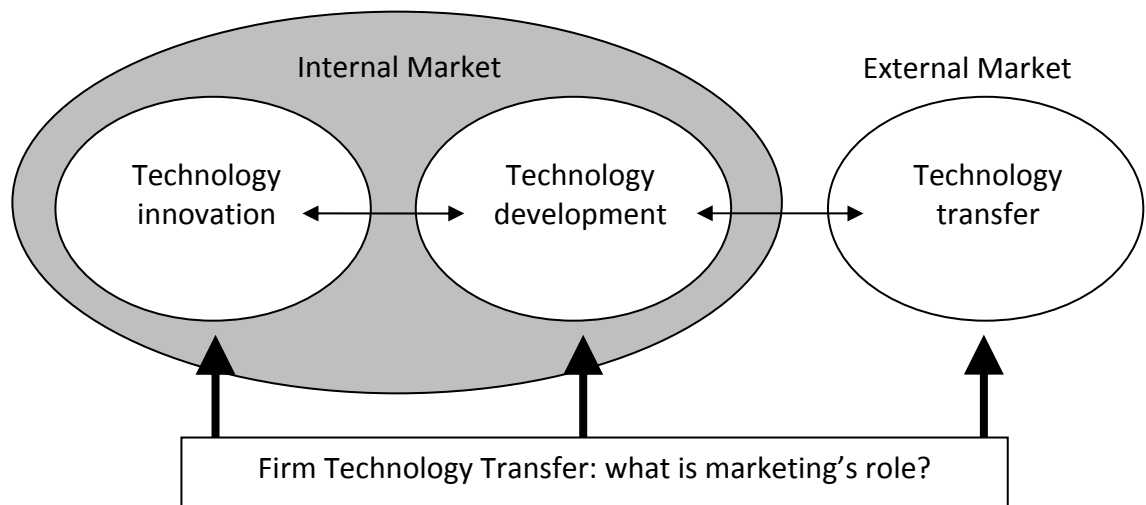 Internal Market
External Market
Technology
innovation
Technology
development
Technology
transfer
Firm Technology Transfer: what is marketing’s role?